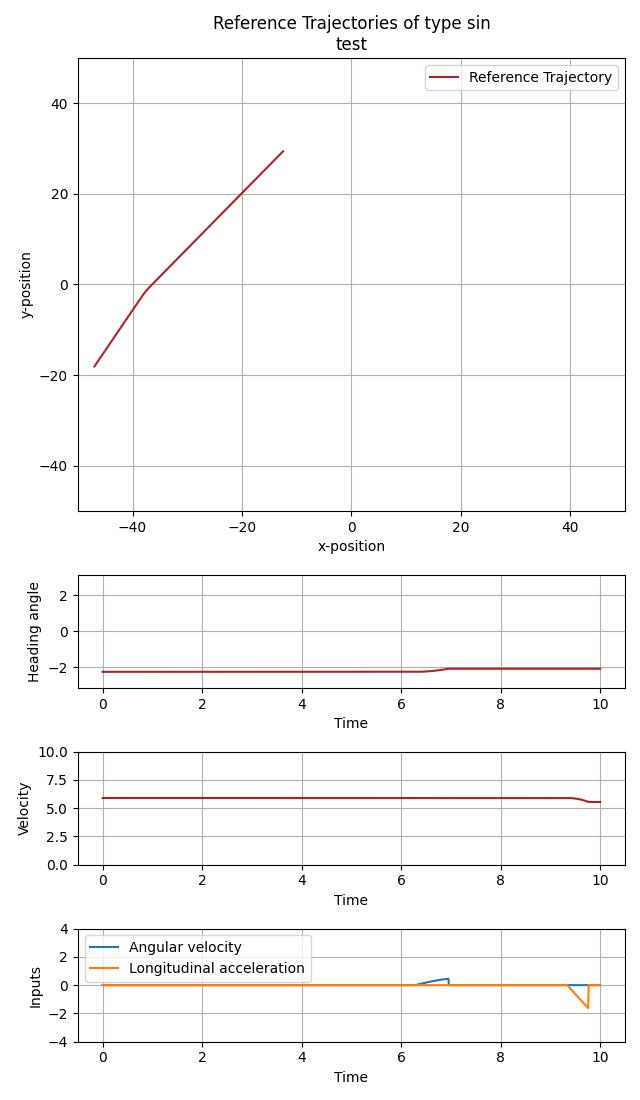 Reference Trajectories of type sin
test
Reference Trajectory
40
20
0
−20
−40
y-position
−40 −20 0 20 40
x-position
2
0
−2
Heading angle
0 2 4 6 8 10
Time
10.0
7.5
5.0
2.5
0.0
Velocity
0 2 4 6 8 10
Time
Angular velocity
Longitudinal acceleration
4
2
0
−2
−4
Inputs
0 2 4 6 8 10
Time